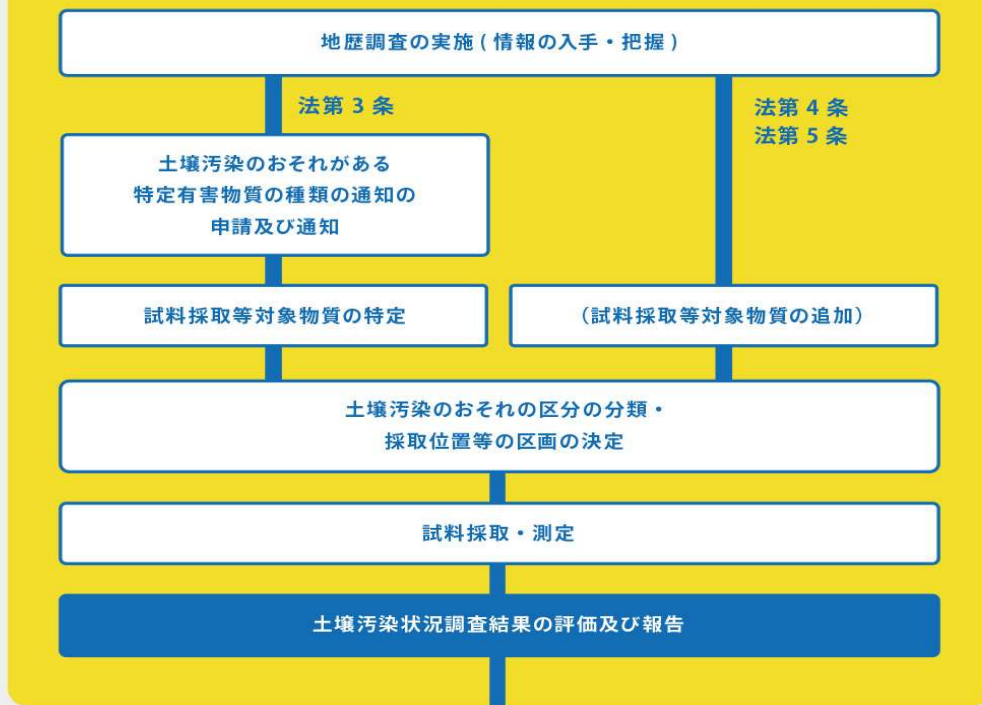 地歴調査の実施 ( 情報の入手・把握 )
法第 3 条
法第 4 条
法第 5 条
土壌汚染のおそれがある
特定有害物質の種類の通知の
申請及び通知
試料採取等対象物質の特定
（試料採取等対象物質の追加）
土壌汚染のおそれの区分の分類・
採取位置等の区画の決定
試料採取・測定
土壌汚染状況調査結果の評価及び報告